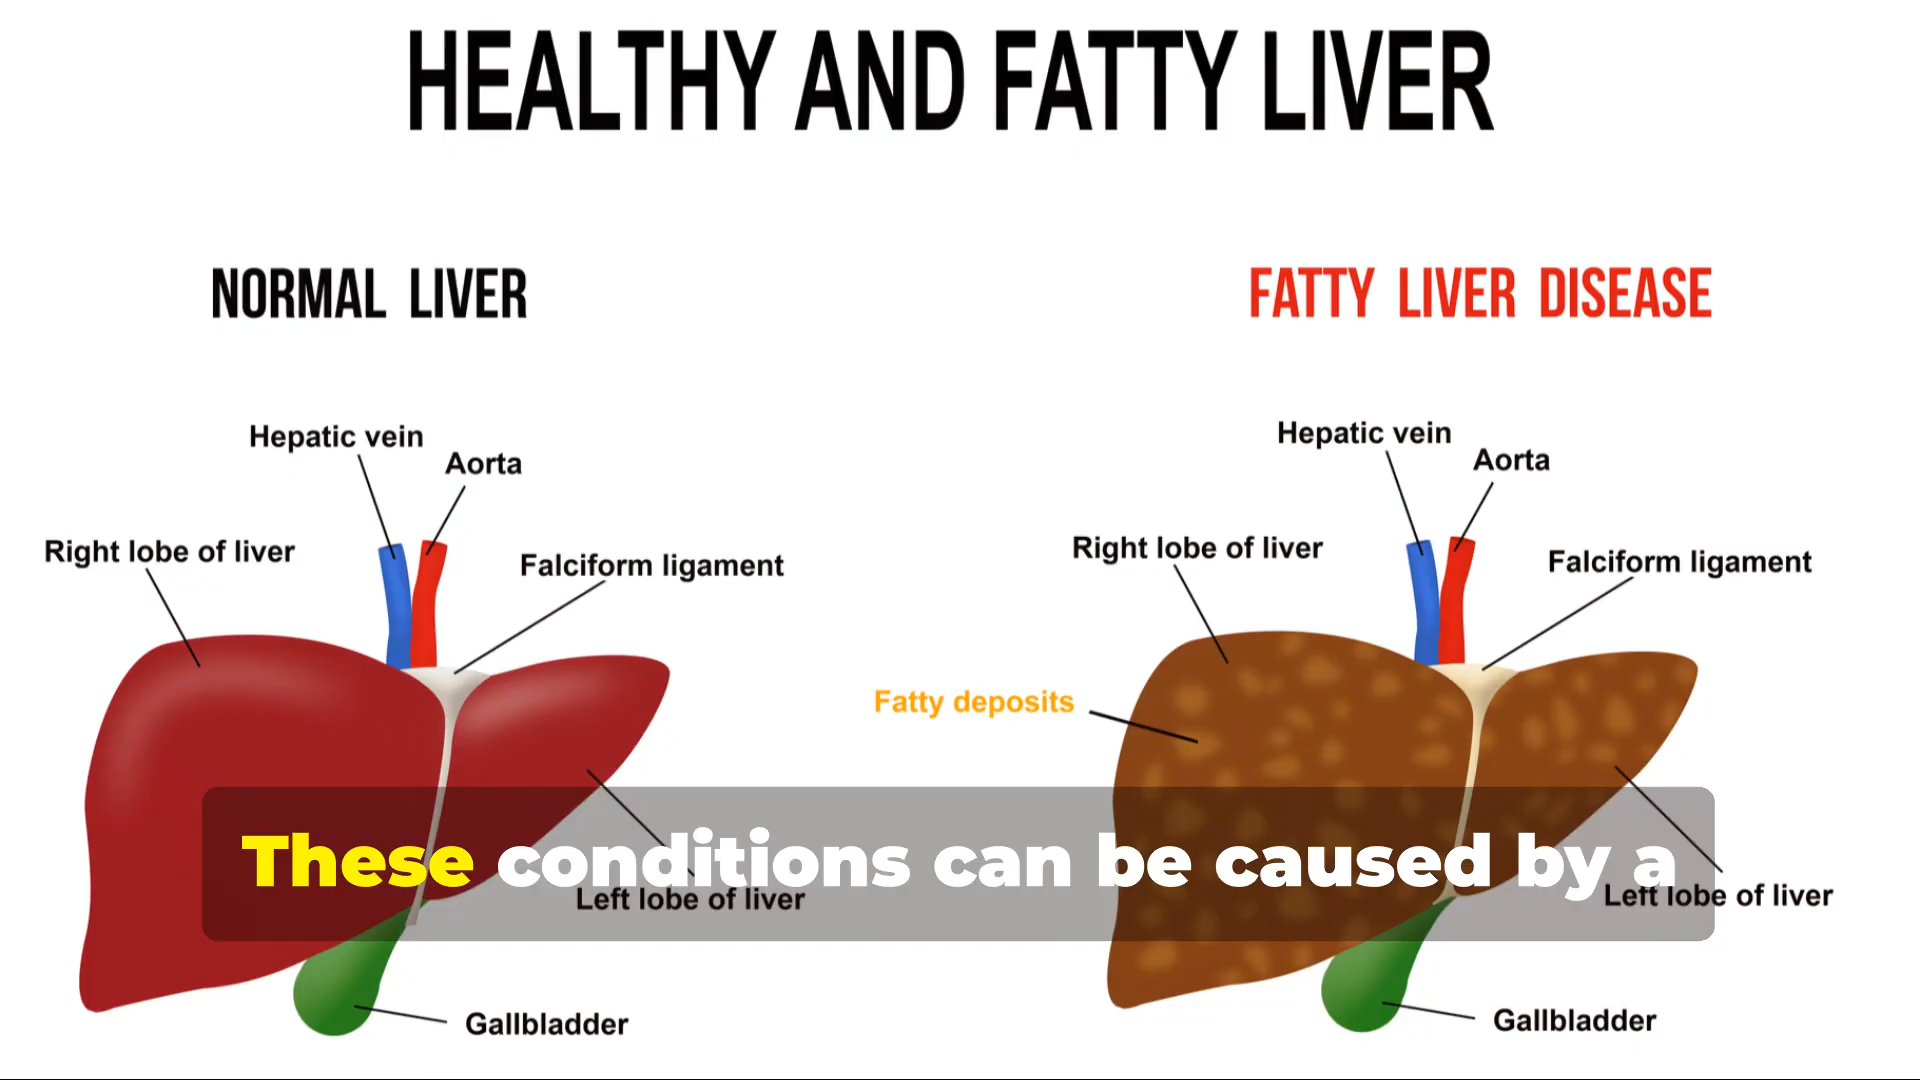 HEALTHY AND FATTY LIVER
NORMAL LIVER
Hepatic vein
Aorta
Right lobe of liver
Falciform ligament
Left lobe of liver
Gallbladder
FATTY LIVER DISEASE
Hepatic vein
Aorta
Right lobe of liver
Falciform ligament
Fatty deposits
Left lobe of liver
Gallbladder
These conditions can be caused by a